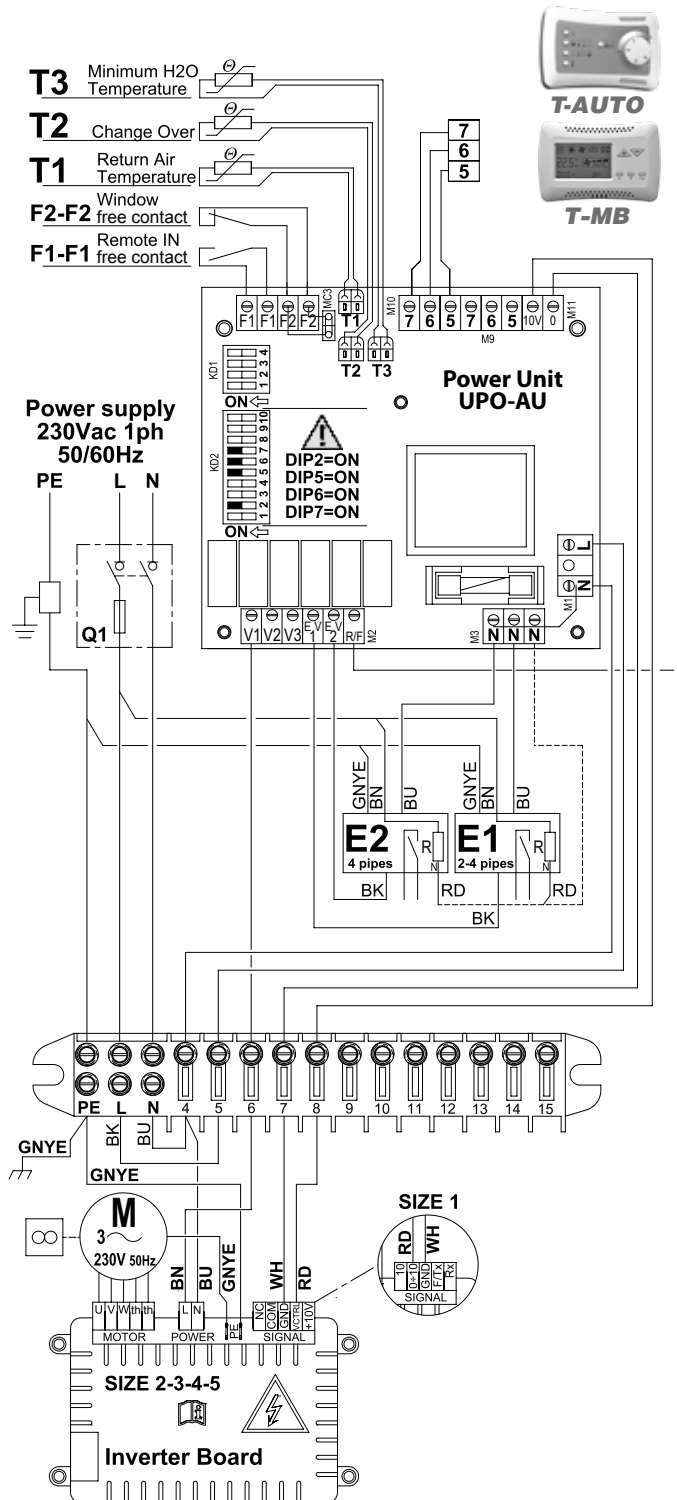 T-AUTO
T-MB
T3 Minimum H2O
Temperature
T2 Change Over
T1 Return Air
Temperature
F2-F2 Window
free contact
F1-F1 Remote IN
free contact
Θ
Θ
Θ
7
6
5
F1 F1 F2 F2
MC3
T1
T2 T3
M10
7 6 5 7 6 5 10V 0
M9
M11
KD1
1 2 3 4
ON
KD2
1 2 3 4 5 6 7 8 9 10
ON
DIP2=ON
DIP5=ON
DIP6=ON
DIP7=ON
Power Unit
UPO-AU
Power supply
230Vac 1ph
50/60Hz
PE L N
Q1
L
N
M1
V1 V2 V3 EV1 EV2 R/F
M2
M3
N N N
GNYE BN BU GNYE BN BU
E2
4 pipes
R
N
E1
2-4 pipes
R
N
BK RD RD
BK
PE L N 4 5 6 7 8 9 10 11 12 13 14 15
GNYE
BK BU
GNYE
M
3
230V 50Hz
8
BN BU GNYE WH RD
SIZE 1
RD WH
10 0÷10 GND F/Tx Rx
SIGNAL
U V W th th
MOTOR
L N
POWER
PE
NC COM GND VCTRL +10V
SIGNAL
SIZE 2-3-4-5
i
Inverter Board